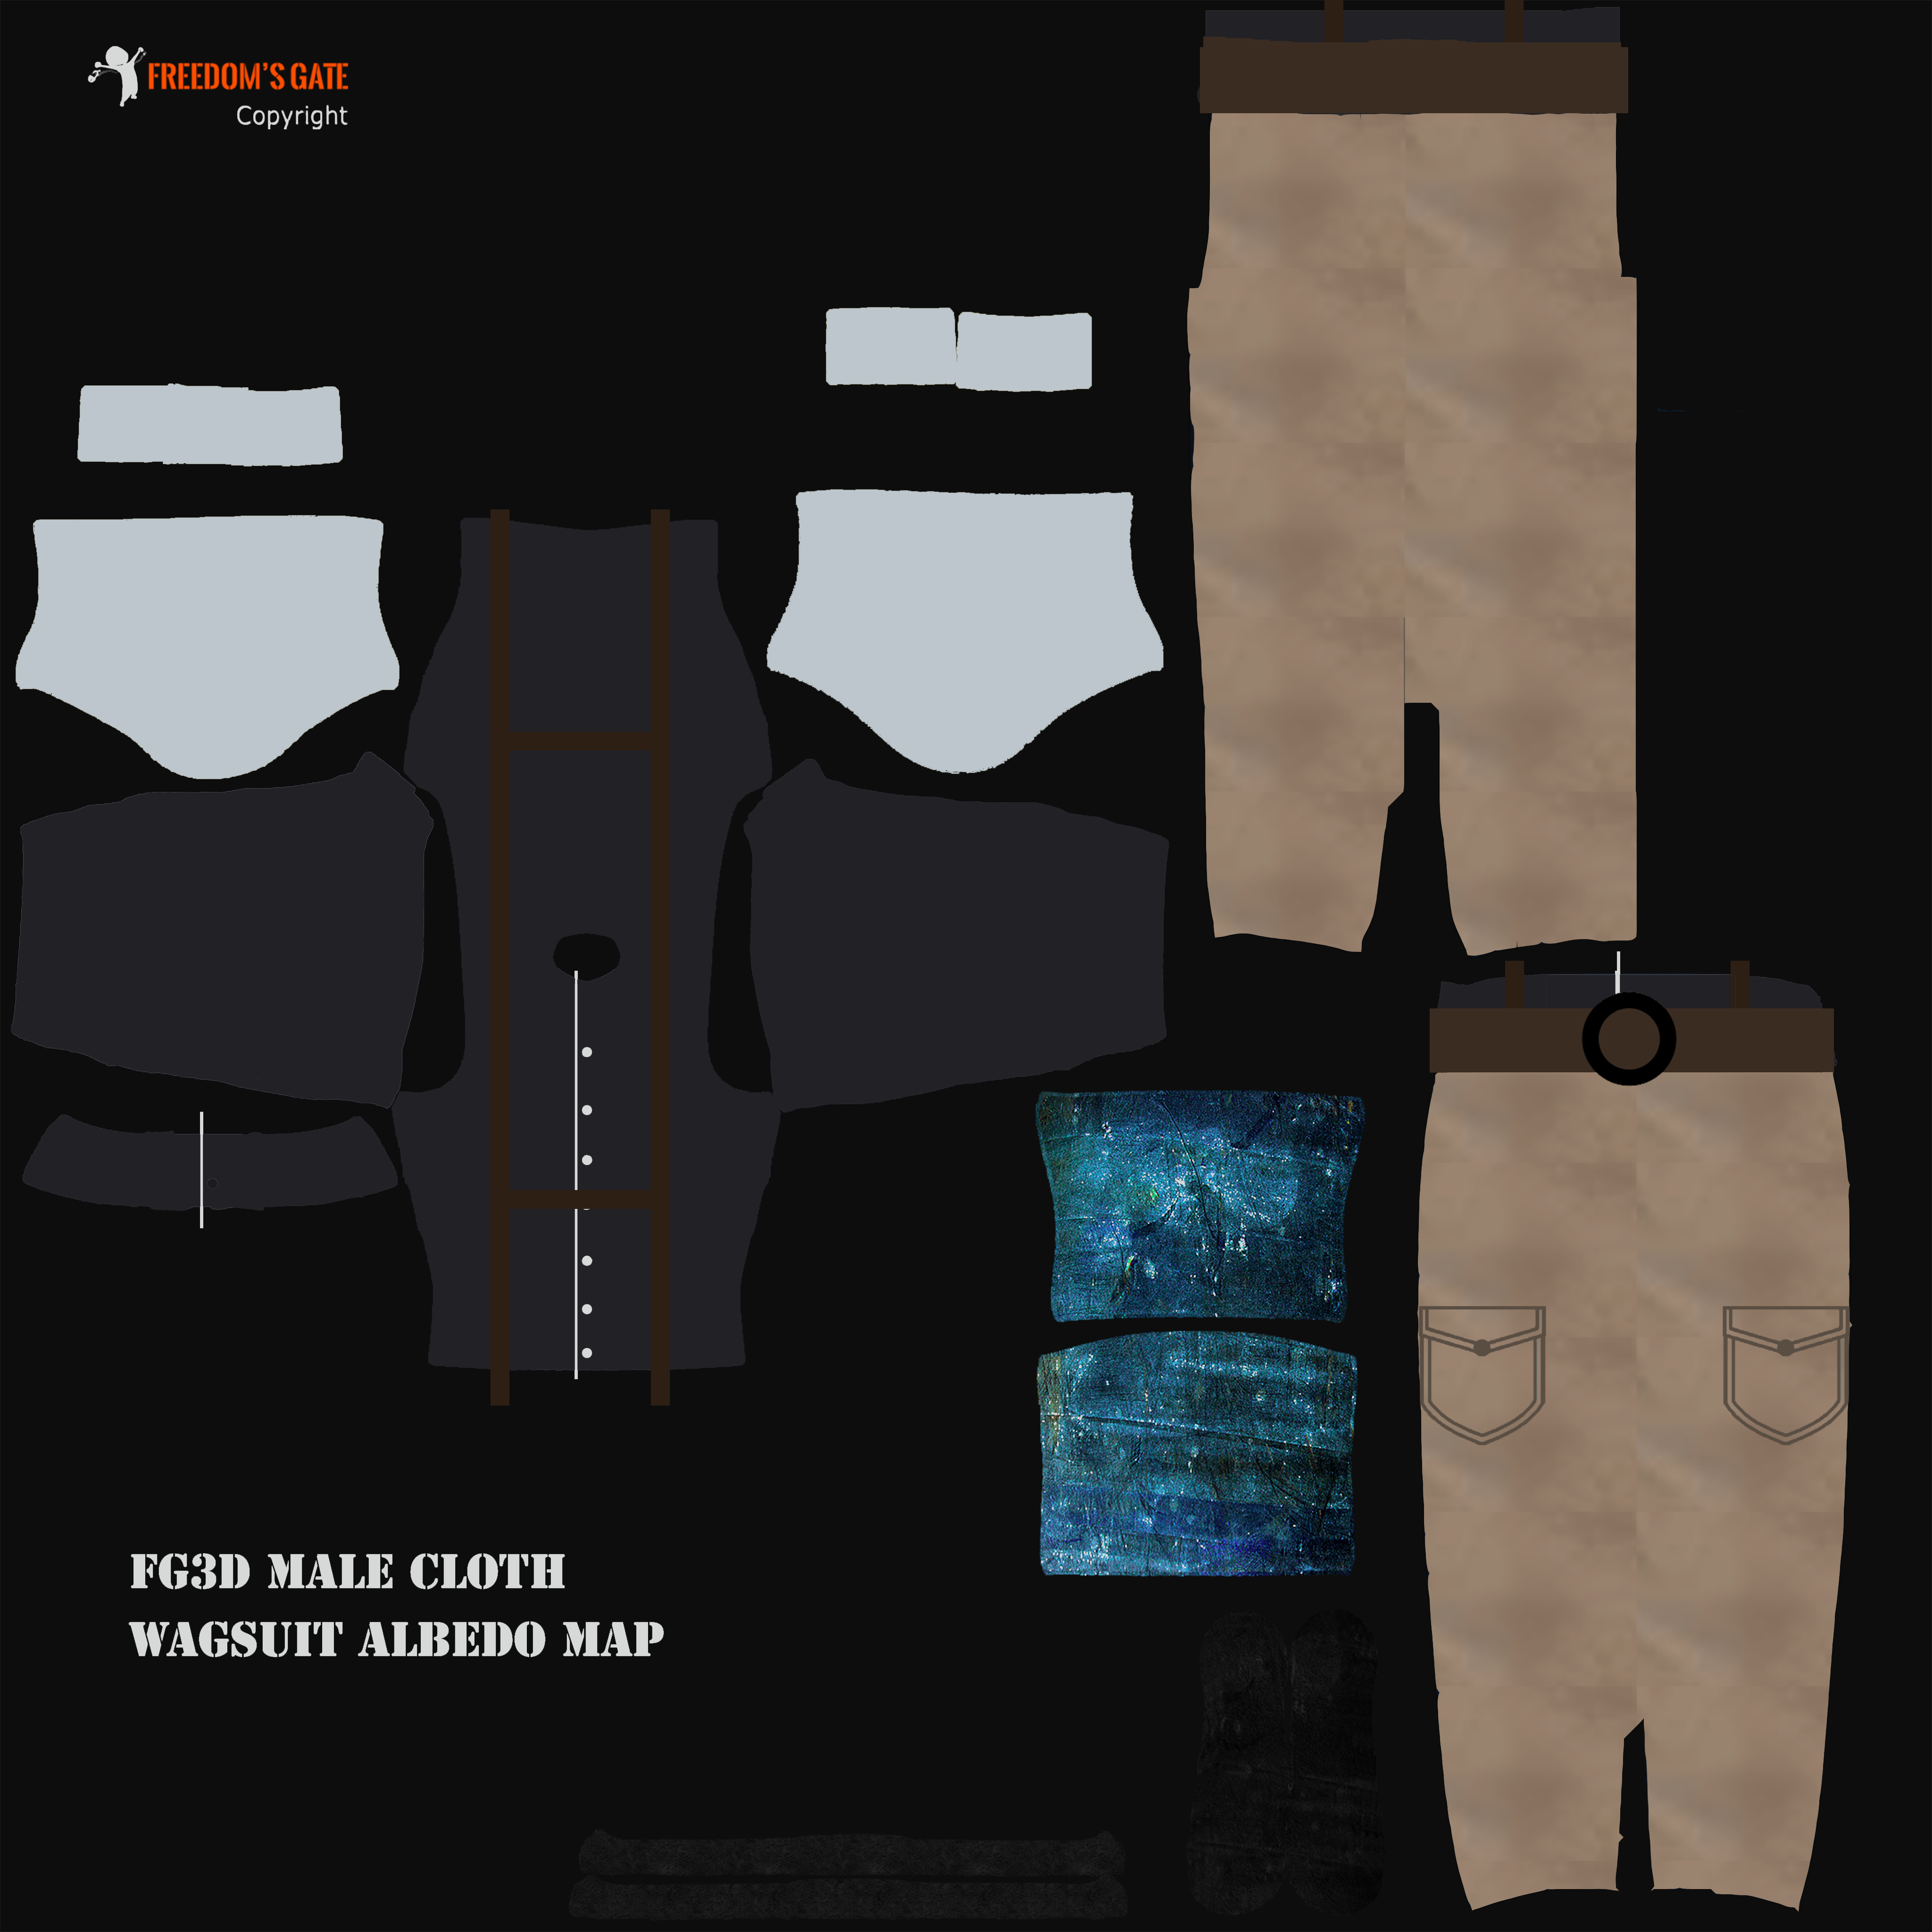 FREEDOM'S GATE
Copyright
FG3D MALE CLOTH
WAGSUIT ALBEDO MAP